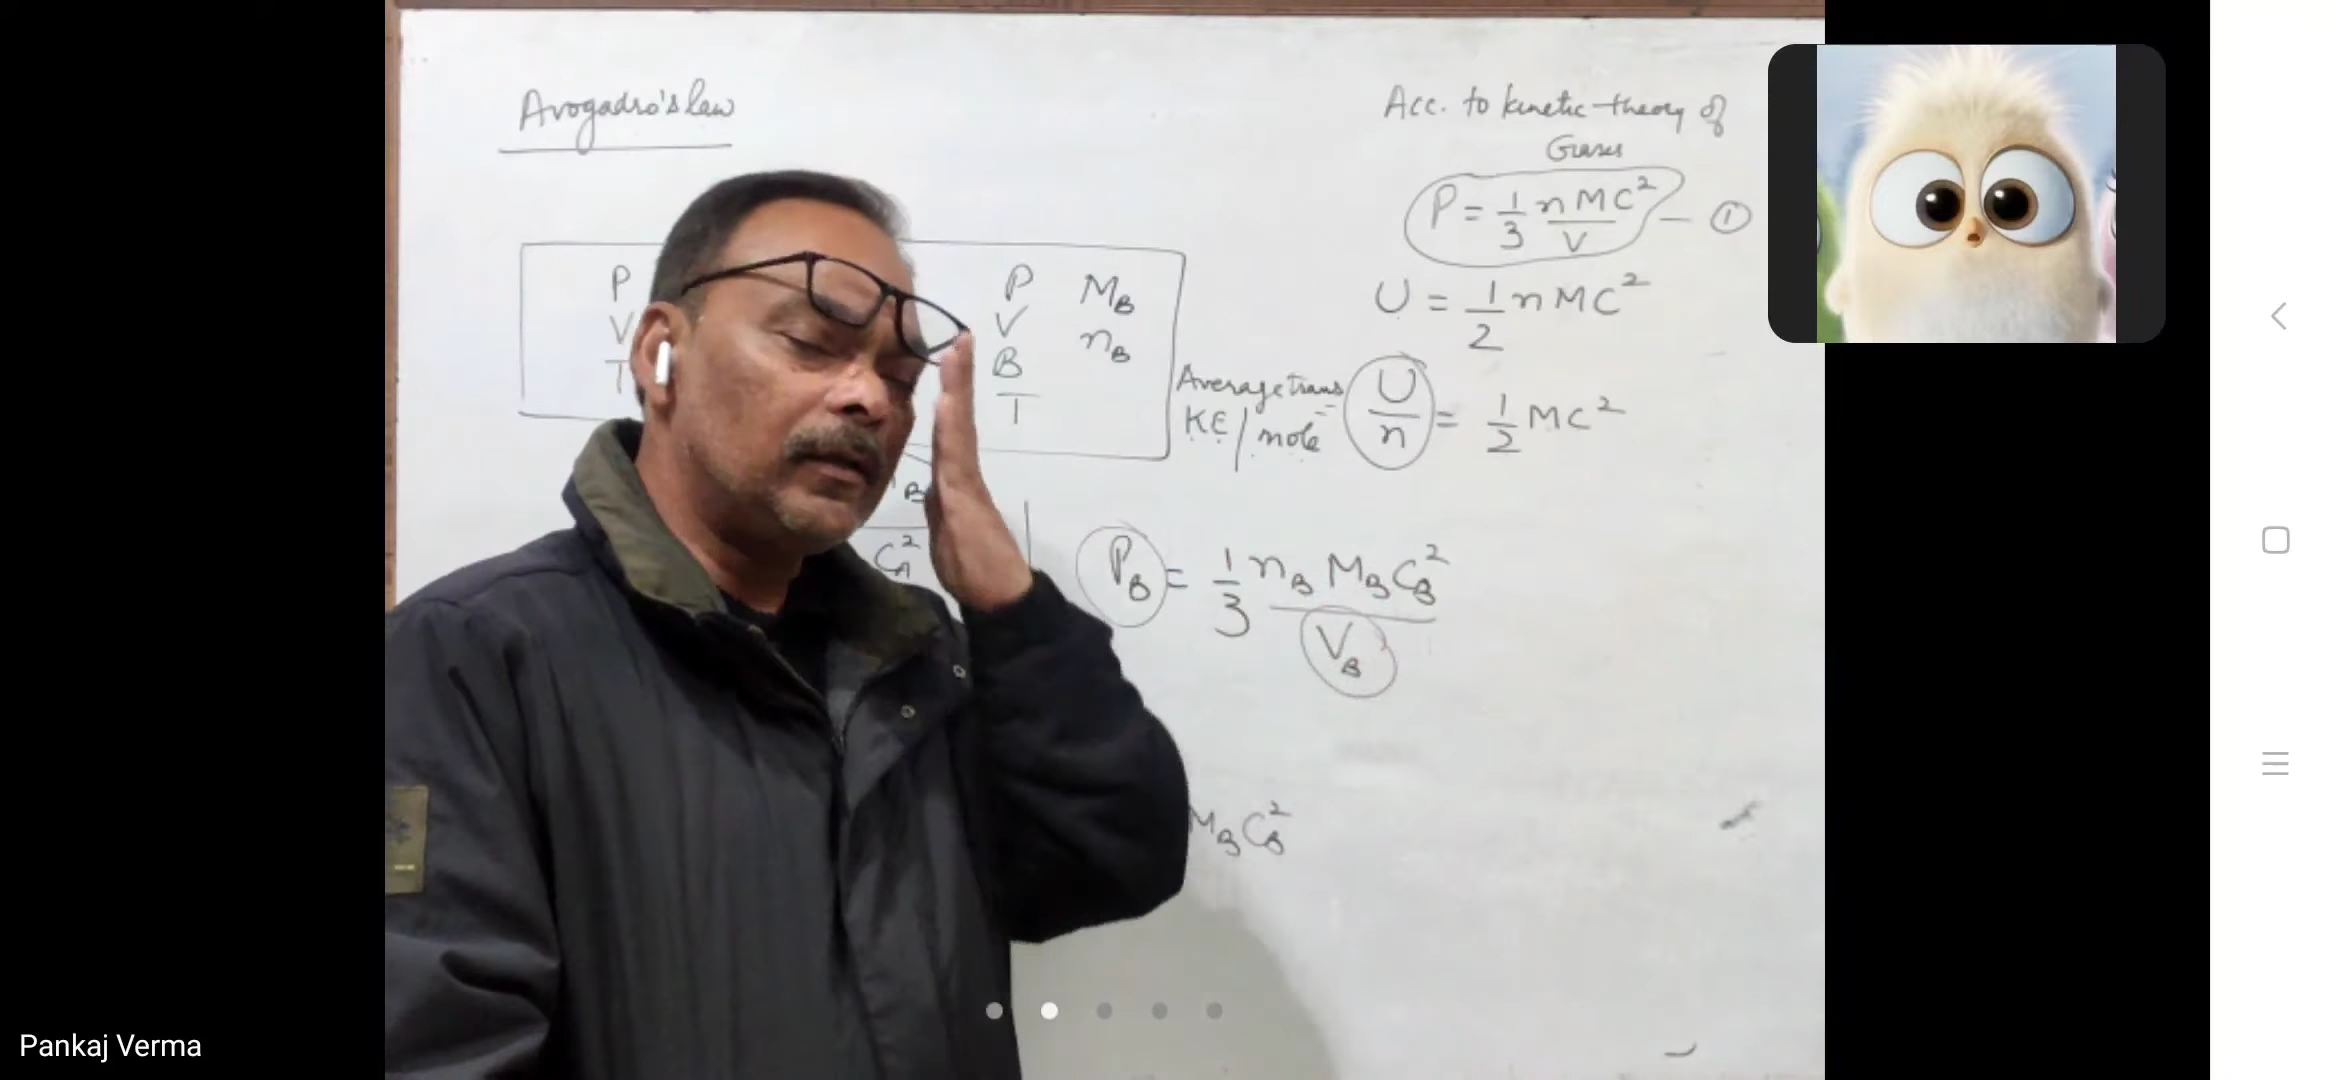 Avogadro's law
Acc. to kinetic theory of
Gases
P = 1/3 nMC²/V — ①
U = 1/2 nMC²
P
V
T
P M_B
V n_B
B
T
Average trans
KE/mole
U/n = 1/2 MC²
B
C_A²
P_B = 1/3 n_B M_B C_B²/V_B
M_B C_B²
Pankaj Verma